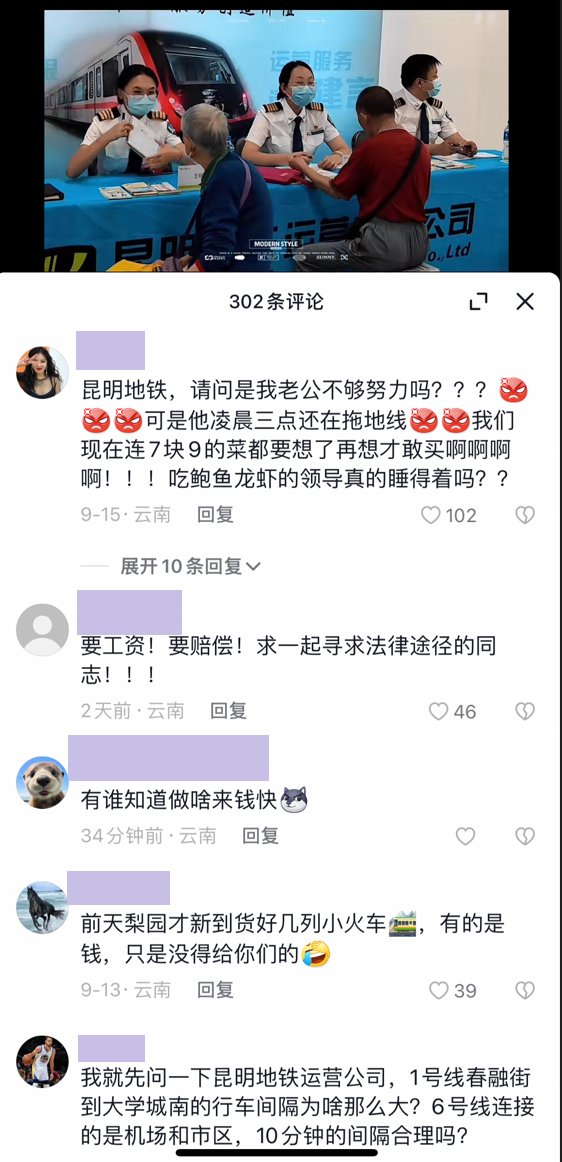 运营服务
建言
昆明
运营
公司
Co.,Ltd
MODERN STYLE
SUNNY
302条评论
昆明地铁，请问是我老公不够努力吗？？？
可是他凌晨三点还在拖地线 我们
现在连7块9的菜都要想了再想才敢买啊啊啊
啊！！！吃鲍鱼龙虾的领导真的睡得着吗？？
9-15·云南 回复 102
展开10条回复
要工资！要赔偿！求一起寻求法律途径的同
志！！！
2天前·云南 回复 46
有谁知道做啥来钱快
34分钟前·云南 回复
前天梨园才新到货好几列小火车，有的是
钱，只是没得给你们的
9-13·云南 回复 39
我就先问一下昆明地铁运营公司，1号线春融街
到大学城南的行车间隔为啥那么大？6号线连接
的是机场和市区，10分钟的间隔合理吗？